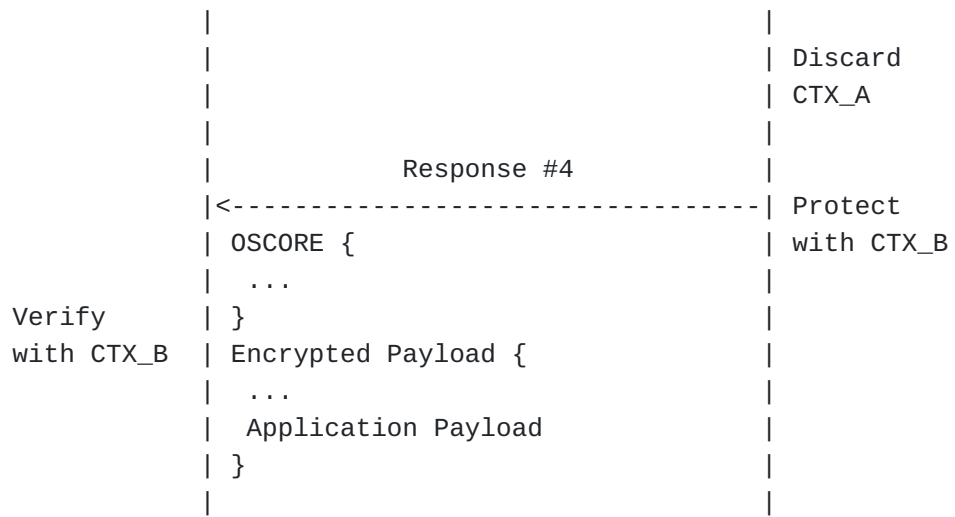 |                                   |
|                                   | Discard
|                                   | CTX_A
|                                   |
|            Response #4            |
|<----------------------------------| Protect
| OSCORE {                          | with CTX_B
|  ...                              |
Verify      | }                                 |
with CTX_B  | Encrypted Payload {               |
|  ...                              |
|  Application Payload              |
| }                                 |
|                                   |